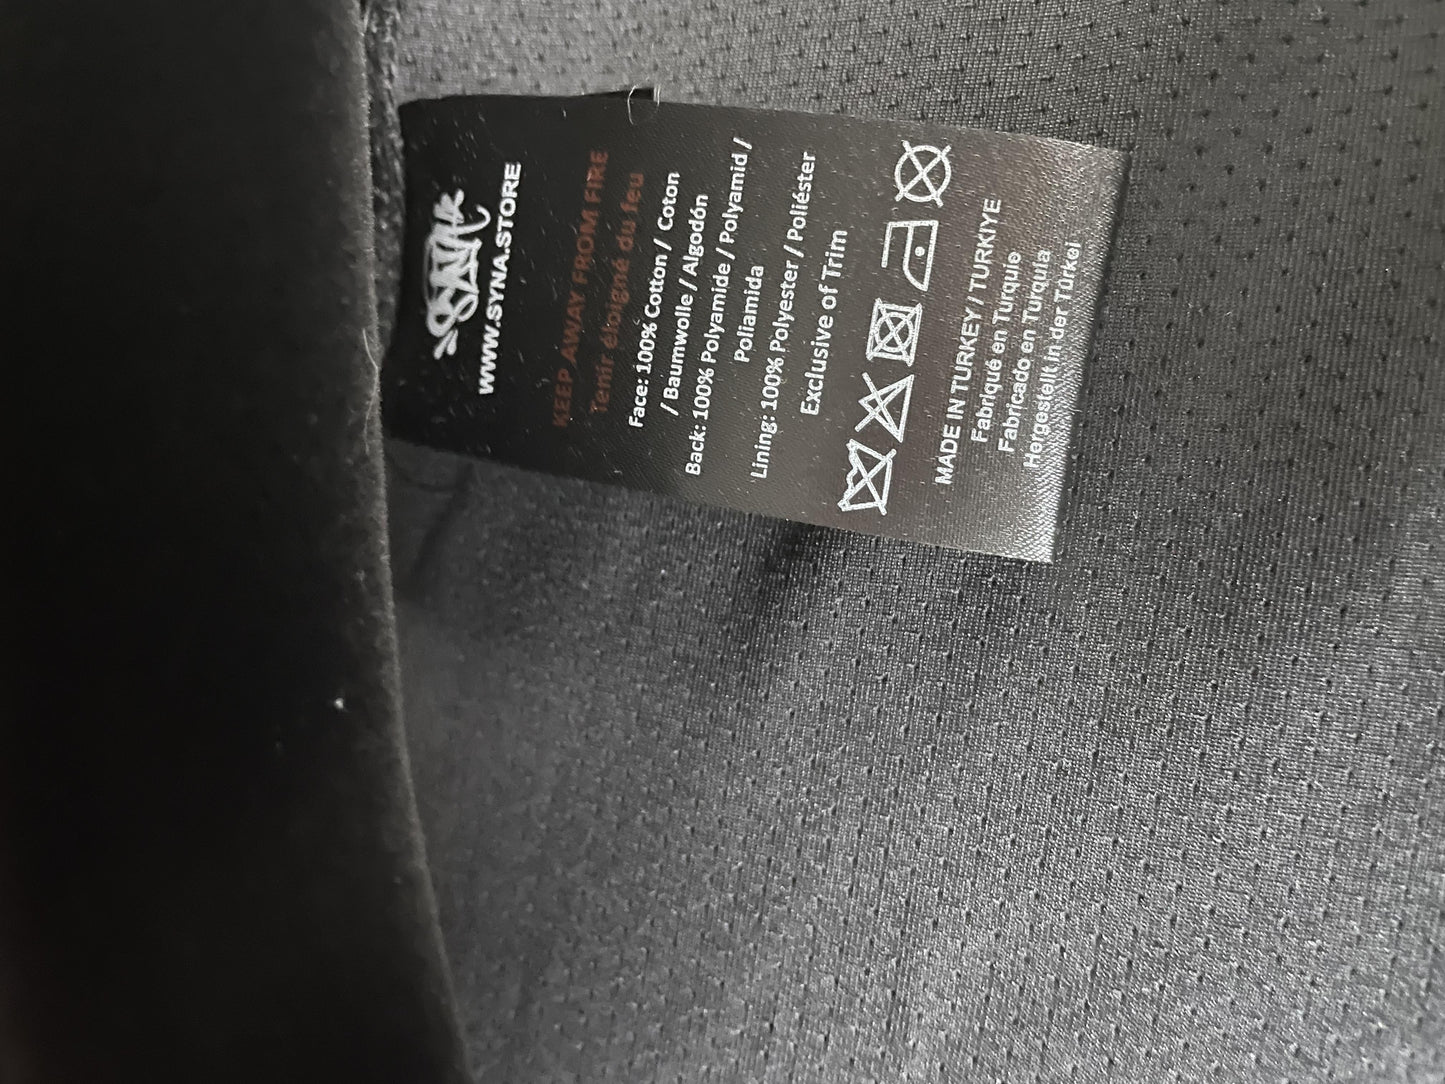 SYNA
WWW.SYNA.STORE
KEEP AWAY FROM FIRE
Tenir éloigné du feu
Face: 100% Cotton / Coton
/ Baumwolle / Algodón
Back: 100% Polyamide / Polyamid /
Poliamida
Lining: 100% Polyester / Poliéster
Exclusive of Trim
MADE IN TURKEY / TURKIYE
Fabriqué en Turquie
Fabricado en Turquia
Hergestellt in der Türkei